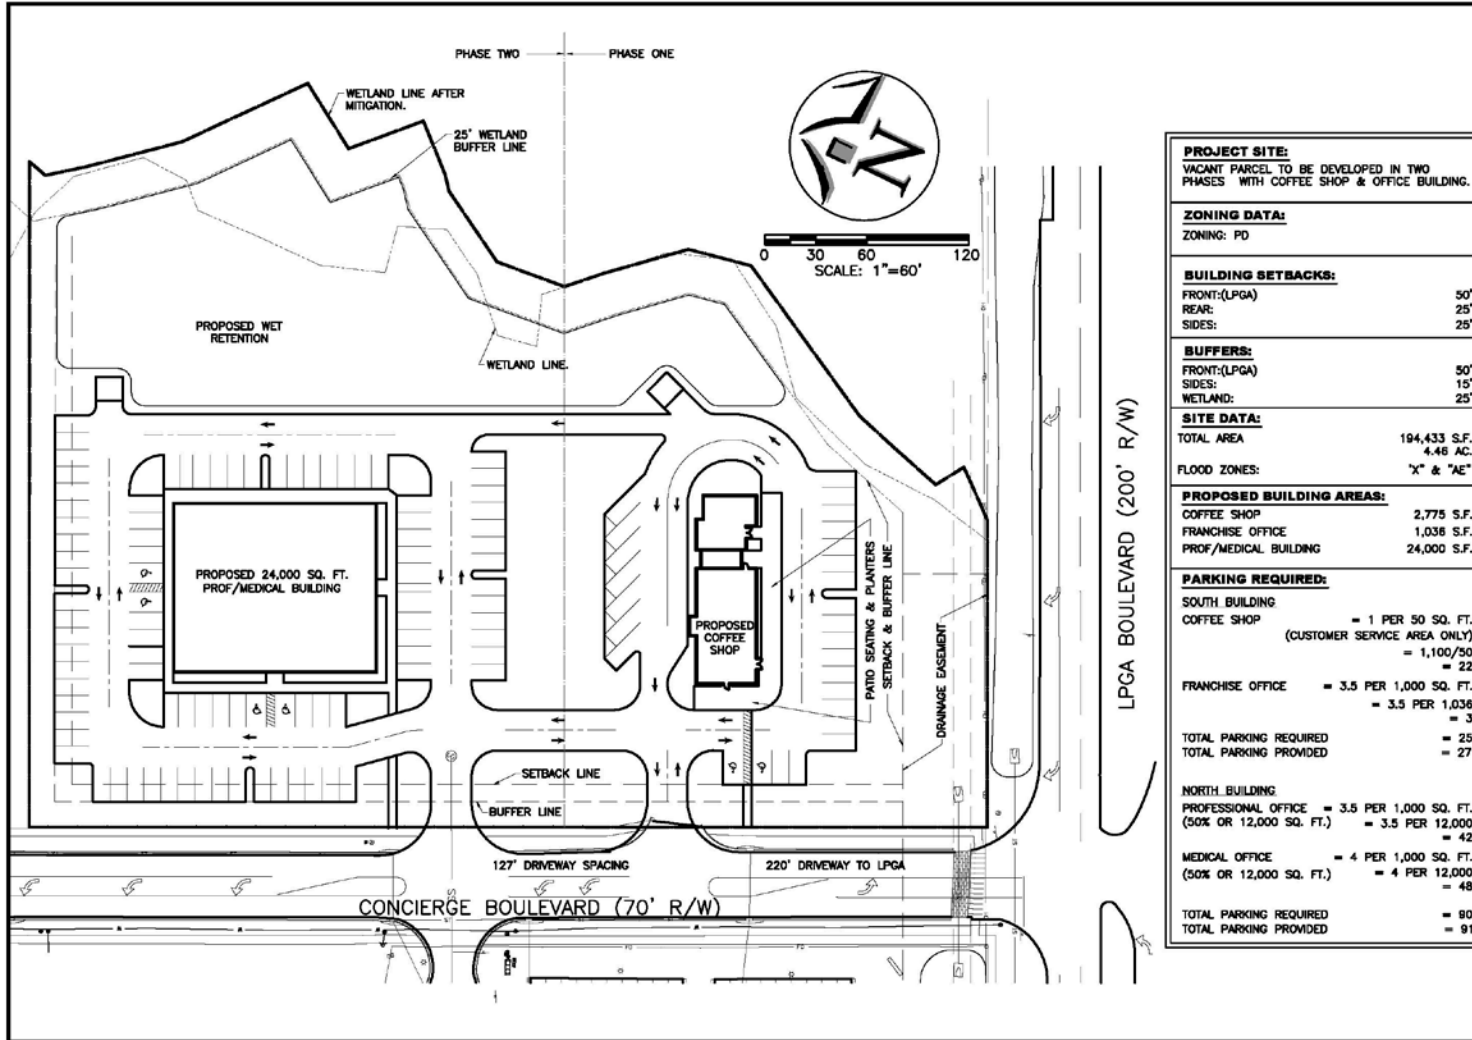 PHASE TWO
PHASE ONE
WETLAND LINE AFTER
MITIGATION.
25' WETLAND
BUFFER LINE
N
0 30 60 120
SCALE: 1"=60'
PROPOSED WET
RETENTION
WETLAND LINE.
PROPOSED 24,000 SQ. FT.
PROF/MEDICAL BUILDING
PROPOSED
COFFEE
SHOP
PATIO SEATING & PLANTERS
SETBACK & BUFFER LINE
DRAINAGE EASEMENT
LPGA BOULEVARD (200' R/W)
SETBACK LINE
BUFFER LINE
127' DRIVEWAY SPACING
220' DRIVEWAY TO LPGA
CONCIERGE BOULEVARD (70' R/W)
PROJECT SITE:
VACANT PARCEL TO BE DEVELOPED IN TWO
PHASES WITH COFFEE SHOP & OFFICE BUILDING.
ZONING DATA:
ZONING: PD
BUILDING SETBACKS:
FRONT:(LPGA) 50'
REAR: 25'
SIDES: 25'
BUFFERS:
FRONT:(LPGA) 50'
SIDES: 15'
WETLAND: 25'
SITE DATA:
TOTAL AREA 194,433 S.F.
4.46 AC.
FLOOD ZONES: "X" & "AE"
PROPOSED BUILDING AREAS:
COFFEE SHOP 2,775 S.F.
FRANCHISE OFFICE 1,036 S.F.
PROF/MEDICAL BUILDING 24,000 S.F.
PARKING REQUIRED:
SOUTH BUILDING
COFFEE SHOP = 1 PER 50 SQ. FT.
(CUSTOMER SERVICE AREA ONLY)
= 1,100/50
= 22
FRANCHISE OFFICE = 3.5 PER 1,000 SQ. FT.
= 3.5 PER 1,036
= 3
TOTAL PARKING REQUIRED = 25
TOTAL PARKING PROVIDED = 27
NORTH BUILDING
PROFESSIONAL OFFICE = 3.5 PER 1,000 SQ. FT.
(50% OR 12,000 SQ. FT.) = 3.5 PER 12,000
= 42
MEDICAL OFFICE = 4 PER 1,000 SQ. FT.
(50% OR 12,000 SQ. FT.) = 4 PER 12,000
= 48
TOTAL PARKING REQUIRED = 90
TOTAL PARKING PROVIDED = 91